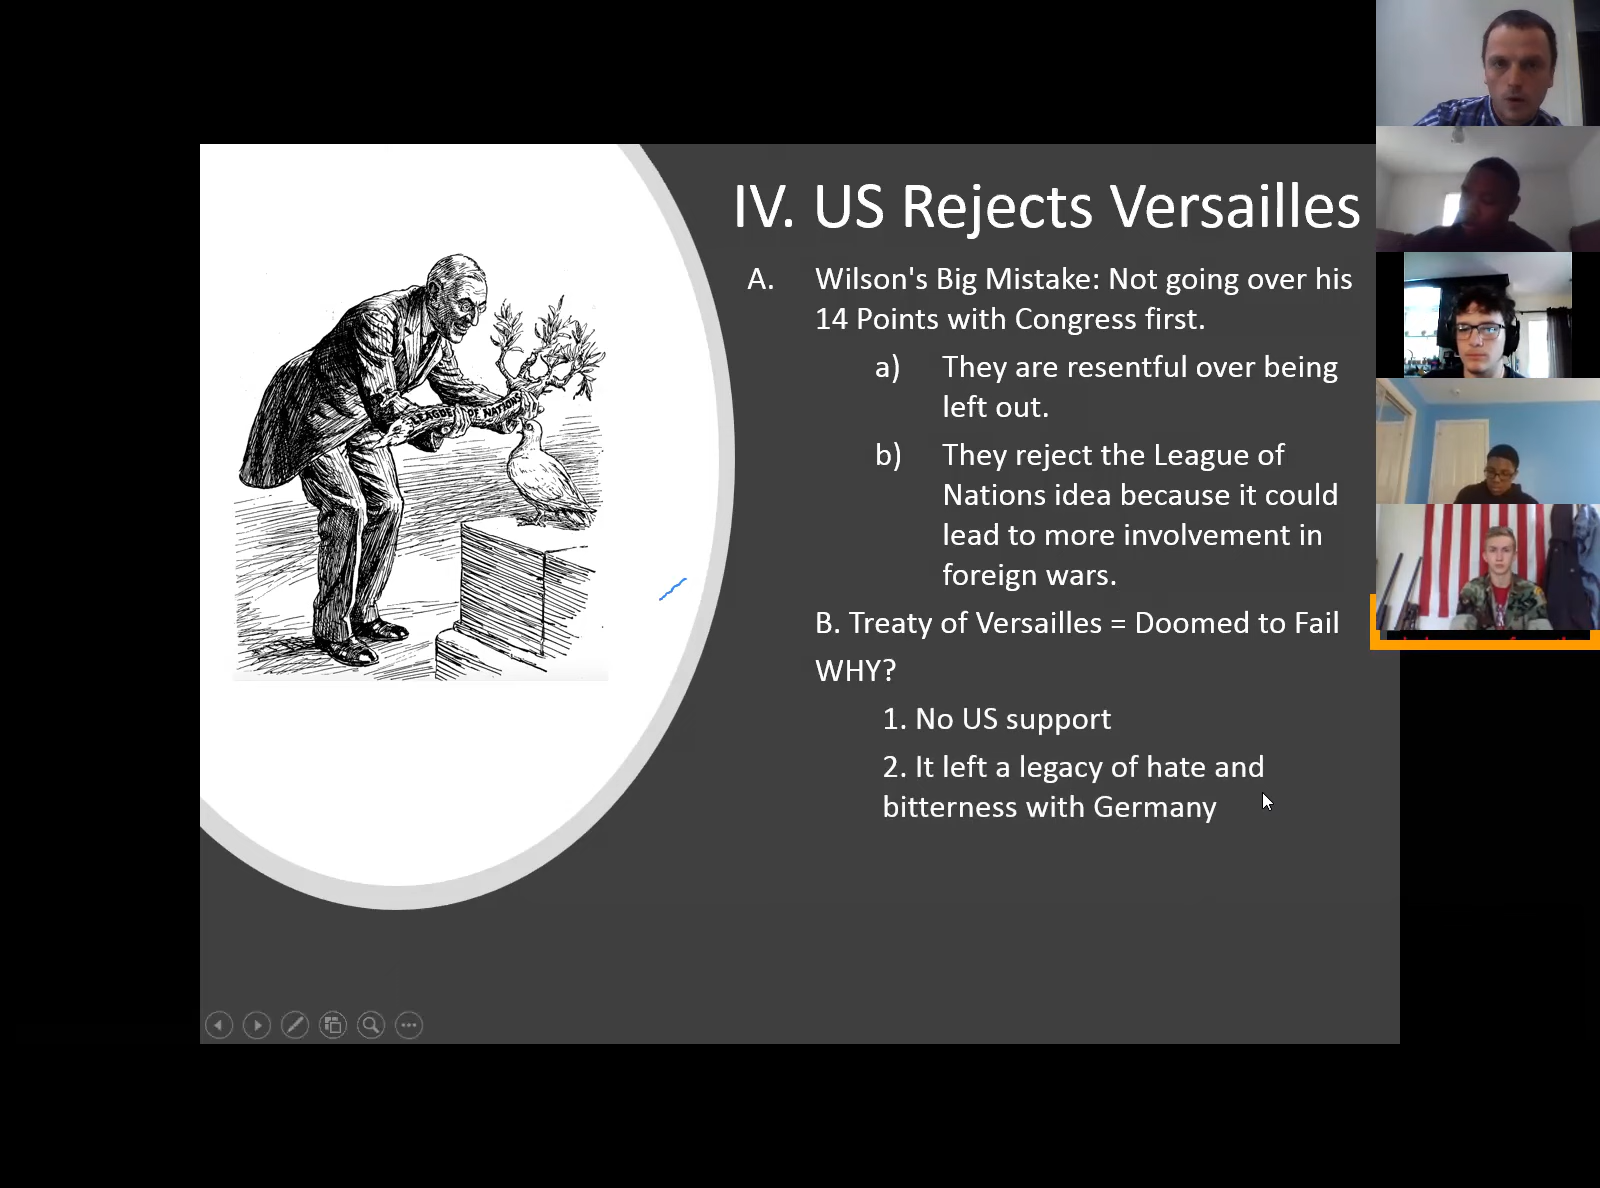 IV. US Rejects Versailles
A. Wilson's Big Mistake: Not going over his
14 Points with Congress first.
a) They are resentful over being
left out.
b) They reject the League of
Nations idea because it could
lead to more involvement in
foreign wars.
B. Treaty of Versailles = Doomed to Fail
WHY?
1. No US support
2. It left a legacy of hate and
bitterness with Germany
LEAGUE OF NATIONS